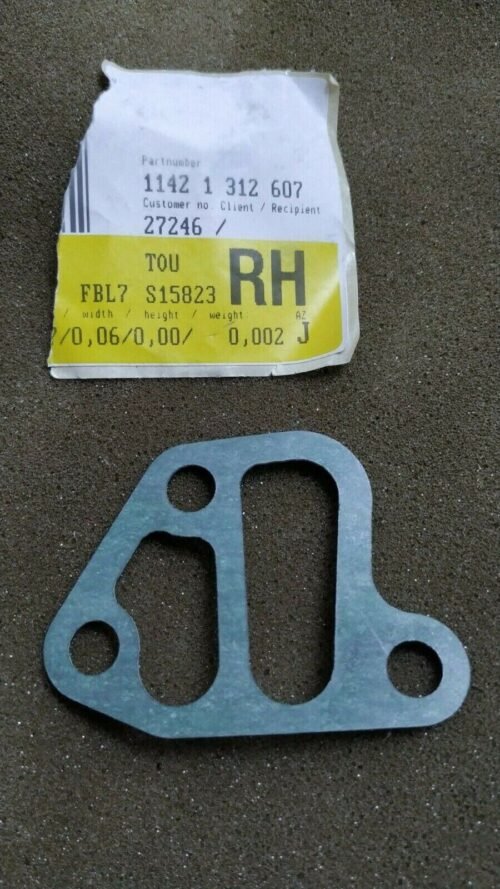 Partnumber
1142 1 312 607
Customer no. Client / Recipient
27246 /
TOU
FBL7 S15823 RH
/ width / height / weight AZ
/0,06/0,00/ 0,002 J